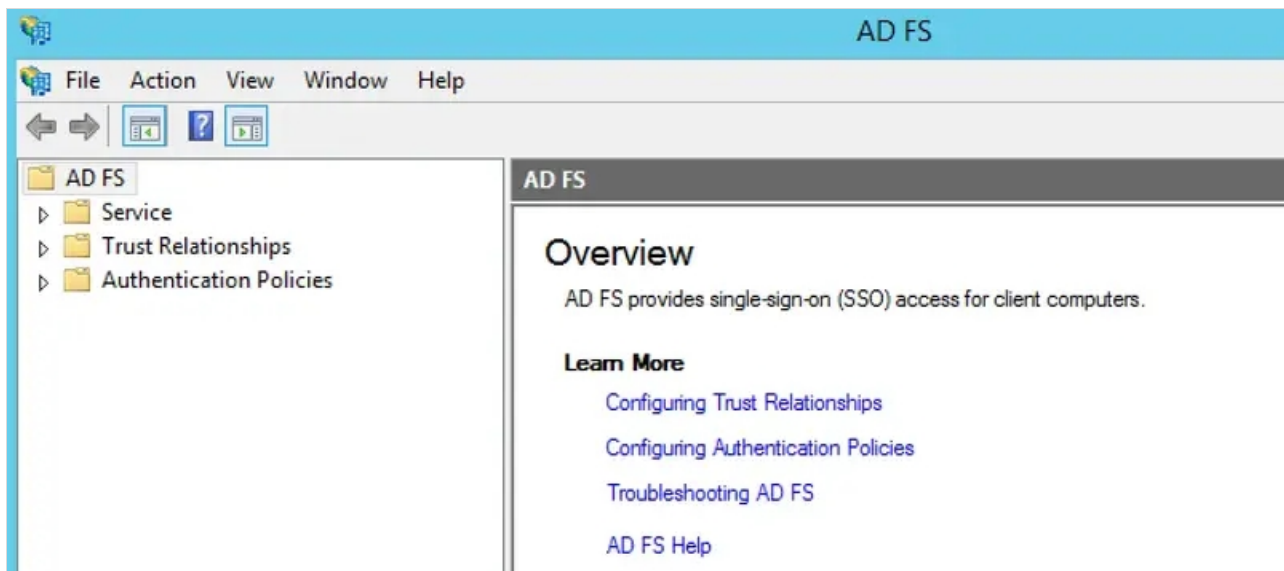 AD FS
File Action View Window Help
AD FS
Service
Trust Relationships
Authentication Policies
AD FS
Overview
AD FS provides single-sign-on (SSO) access for client computers.
Learn More
Configuring Trust Relationships
Configuring Authentication Policies
Troubleshooting AD FS
AD FS Help